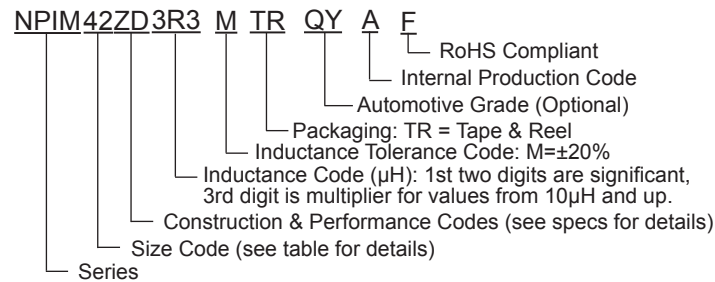 NPIM42ZD3R3 M TR QY A F
RoHS Compliant
Internal Production Code
Automotive Grade (Optional)
Packaging: TR = Tape & Reel
Inductance Tolerance Code: M=±20%
Inductance Code (µH): 1st two digits are significant,
3rd digit is multiplier for values from 10µH and up.
Construction & Performance Codes (see specs for details)
Size Code (see table for details)
Series